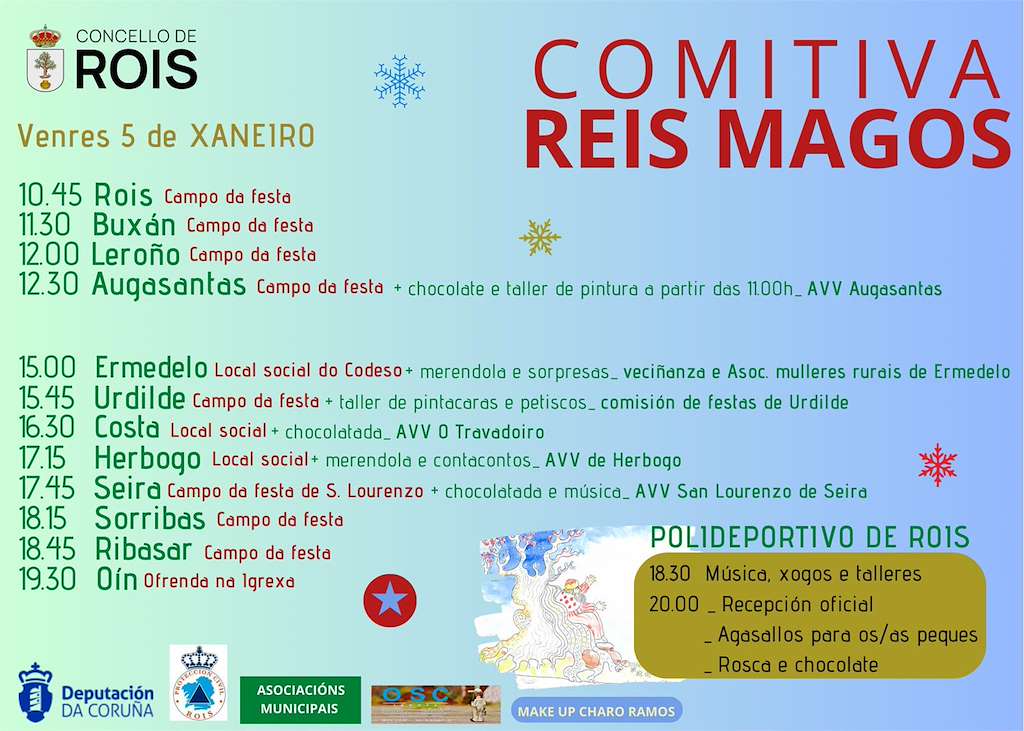 CONCELLO DE
ROIS
COMITIVA
REIS MAGOS
Venres 5 de XANEIRO
10.45 Rois Campo da festa
11.30 Buxán Campo da festa
12.00 Leroño Campo da festa
12.30 Augasantas Campo da festa + chocolate e taller de pintura a partir das 11.00h_ AVV Augasantas
15.00 Ermedelo Local social do Codeso + merendola e sorpresas_ veciñanza e Asoc. mulleres rurais de Ermedelo
15.45 Urdilde Campo da festa + taller de pintacaras e petiscos_ comisión de festas de Urdilde
16.30 Costa Local social + chocolatada_ AVV O Travadoiro
17.15 Herbogo Local social + merendola e contacontos_ AVV de Herbogo
17.45 Seira Campo da festa de S. Lourenzo + chocolatada e música_ AVV San Lourenzo de Seira
18.15 Sorribas Campo da festa
18.45 Ribasar Campo da festa
19.30 Oín Ofrenda na Igrexa
POLIDEPORTIVO DE ROIS
18.30 Música, xogos e talleres
20.00 _ Recepción oficial
_ Agasallos para os/as peques
_ Rosca e chocolate
Deputación
DA CORUÑA
PROTECCION CIVIL
ROIS
ASOCIACIÓNS
MUNICIPAIS
OSC
MAKE UP CHARO RAMOS